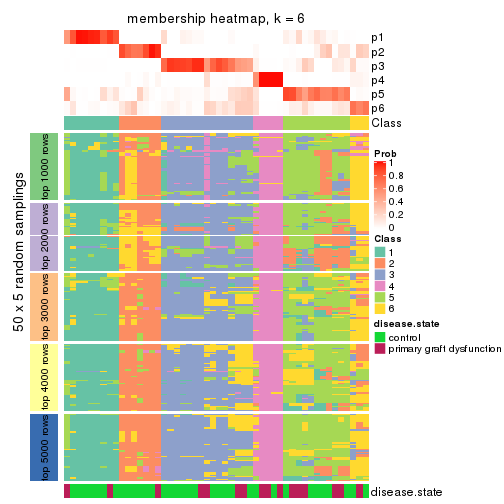 membership heatmap, k = 6
p1
p2
p3
p4
p5
p6
Class
50 x 5 random samplings
top 1000 rows
top 2000 rows
top 3000 rows
top 4000 rows
top 5000 rows
disease.state
Prob
1
0.8
0.6
0.4
0.2
0
Class
1
2
3
4
5
6
disease.state
control
primary graft dysfunction